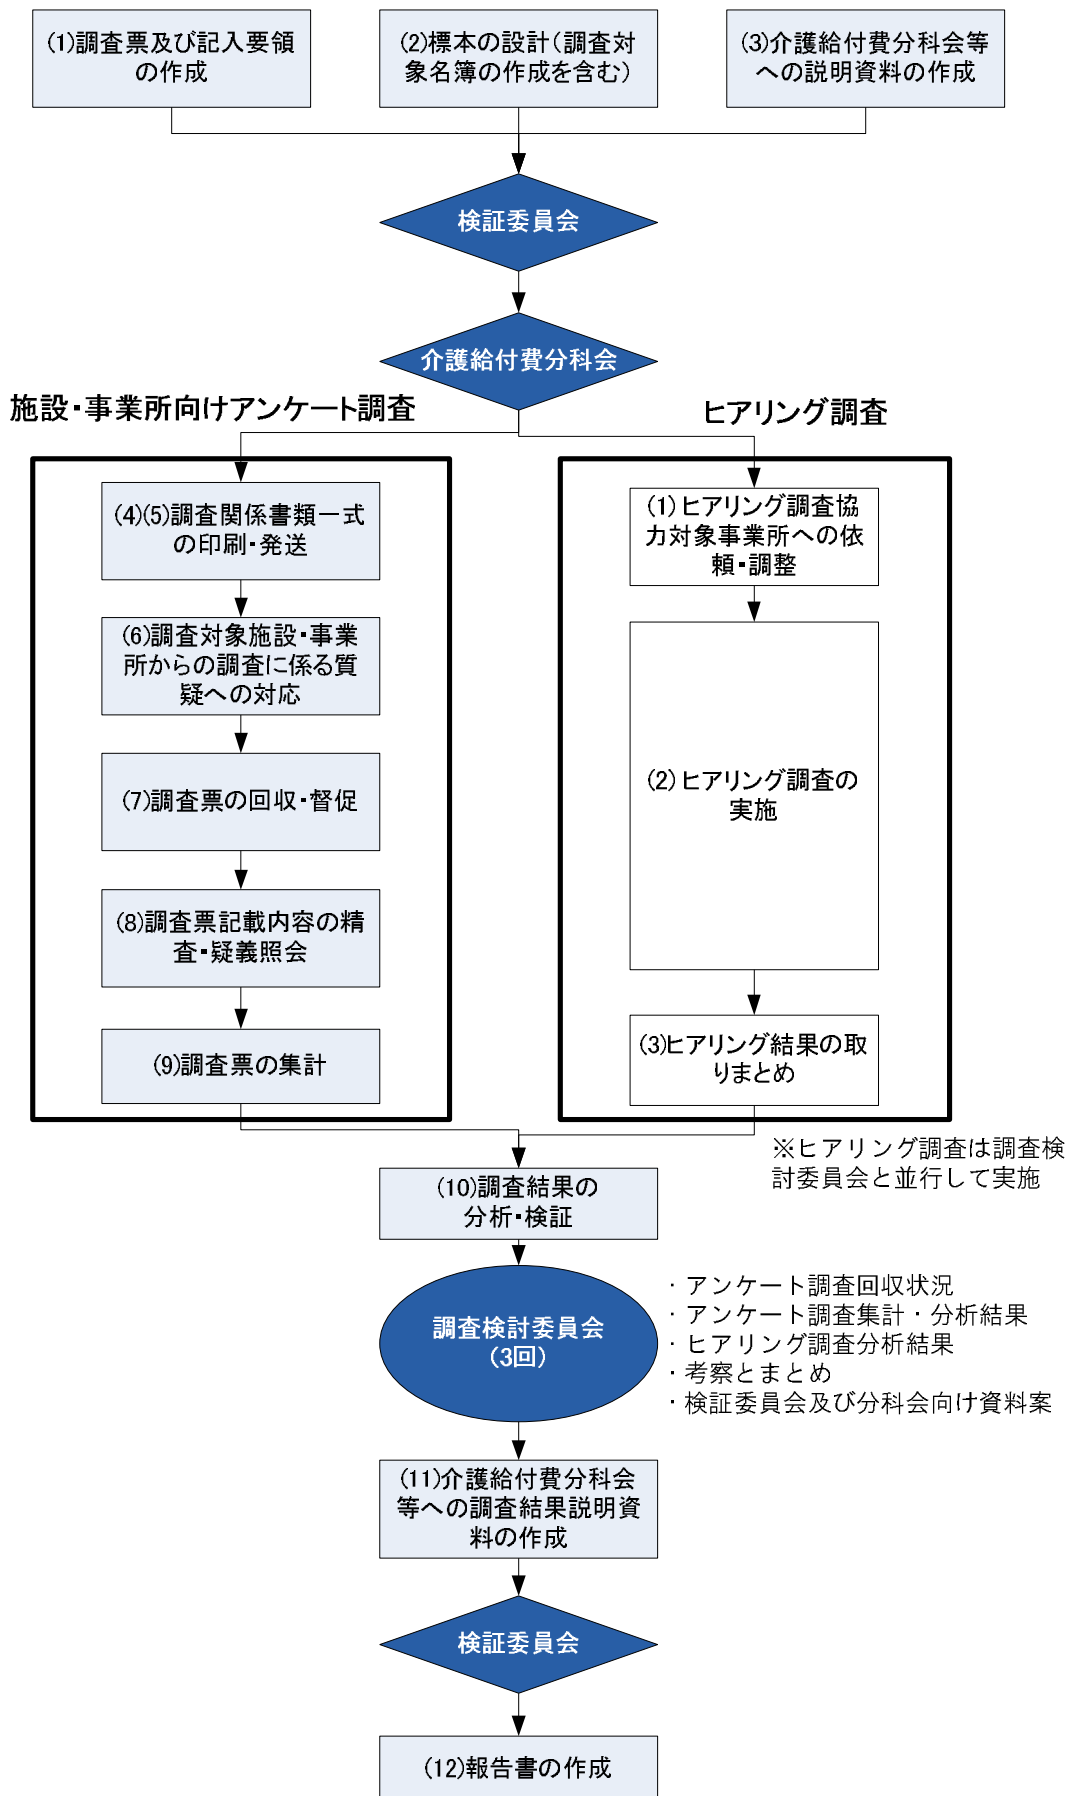 (1)調査票及び記入要領
の作成
(2)標本の設計(調査対
象名簿の作成を含む)
(3)介護給付費分科会等
への説明資料の作成
検証委員会
介護給付費分科会
施設・事業所向けアンケート調査
(4)(5)調査関係書類一式
の印刷・発送
(6)調査対象施設・事業
所からの調査に係る質
疑への対応
(7)調査票の回収・督促
(8)調査票記載内容の精
査・疑義照会
(9)調査票の集計
ヒアリング調査
(1)ヒアリング調査協
力対象事業所への依
頼・調整
(2)ヒアリング調査の
実施
(3)ヒアリング結果の取
りまとめ
※ヒアリング調査は調査検
討委員会と並行して実施
(10)調査結果の
分析・検証
調査検討委員会
(3回)
・アンケート調査回収状況
・アンケート調査集計・分析結果
・ヒアリング調査分析結果
・考察とまとめ
・検証委員会及び分科会向け資料案
(11)介護給付費分科会
等への調査結果説明資
料の作成
検証委員会
(12)報告書の作成